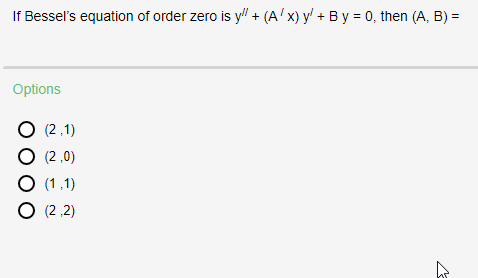 If Bessel's equation of order zero is y// + (A / x) y/ + B y = 0, then (A, B) =
Options
(2 ,1)
(2 ,0)
(1 ,1)
(2 ,2)